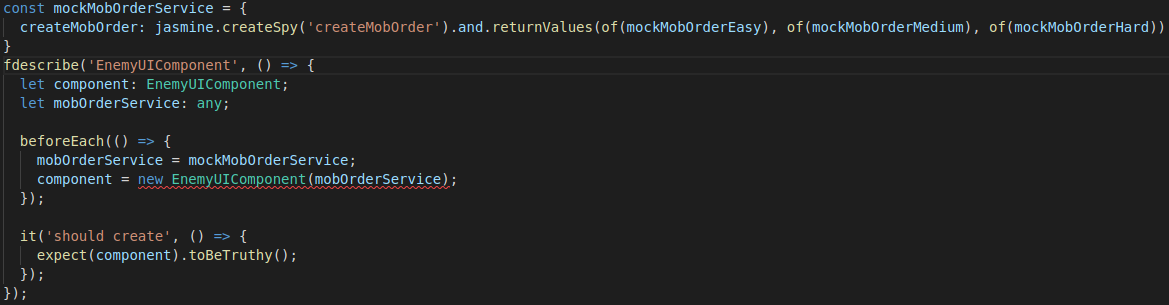 const mockMobOrderService = {
  createMobOrder: jasmine.createSpy('createMobOrder').and.returnValues(of(mockMobOrderEasy), of(mockMobOrderMedium), of(mockMobOrderHard))
}
fdescribe('EnemyUIComponent', () => {
  let component: EnemyUIComponent;
  let mobOrderService: any;

  beforeEach(() => {
    mobOrderService = mockMobOrderService;
    component = new EnemyUIComponent(mobOrderService);
  });

  it('should create', () => {
    expect(component).toBeTruthy();
  });
});